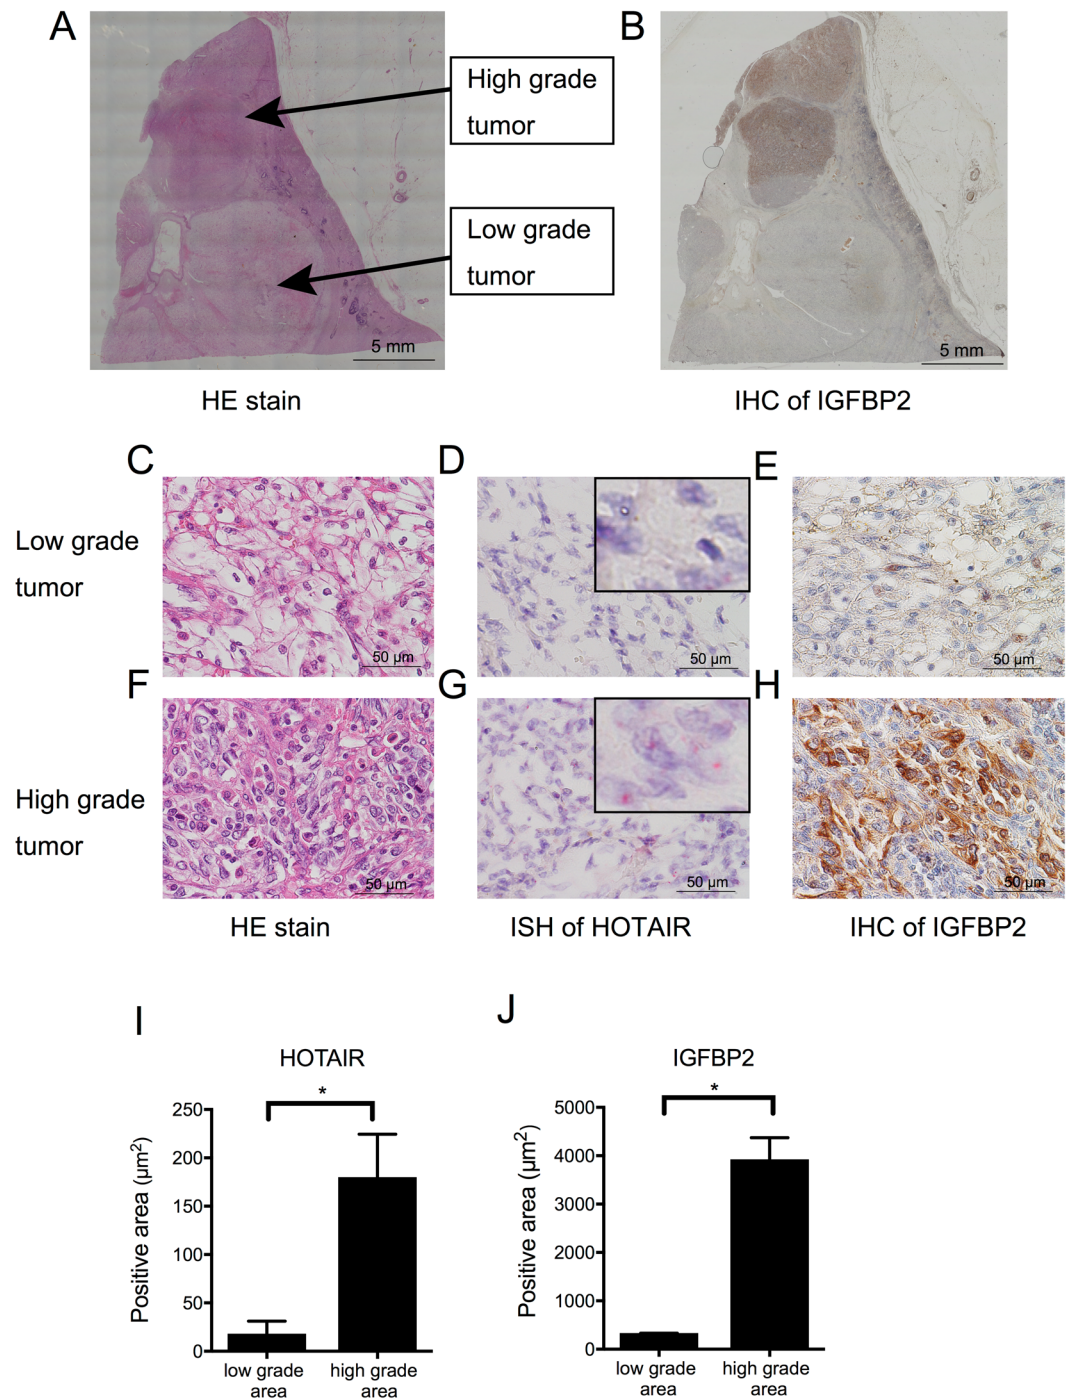 A
B
High grade
tumor
Low grade
tumor
5 mm
5 mm
HE stain
IHC of IGFBP2
C
D
E
Low grade
tumor
50 µm
50 µm
50 µm
F
G
H
High grade
tumor
50 µm
50 µm
50 µm
HE stain
ISH of HOTAIR
IHC of IGFBP2
I
J
HOTAIR
*
Positive area (µm²)
250
200
150
100
50
0
low grade
area
high grade
area
IGFBP2
*
Positive area (µm²)
5000
4000
3000
2000
1000
0
low grade
area
high grade
area